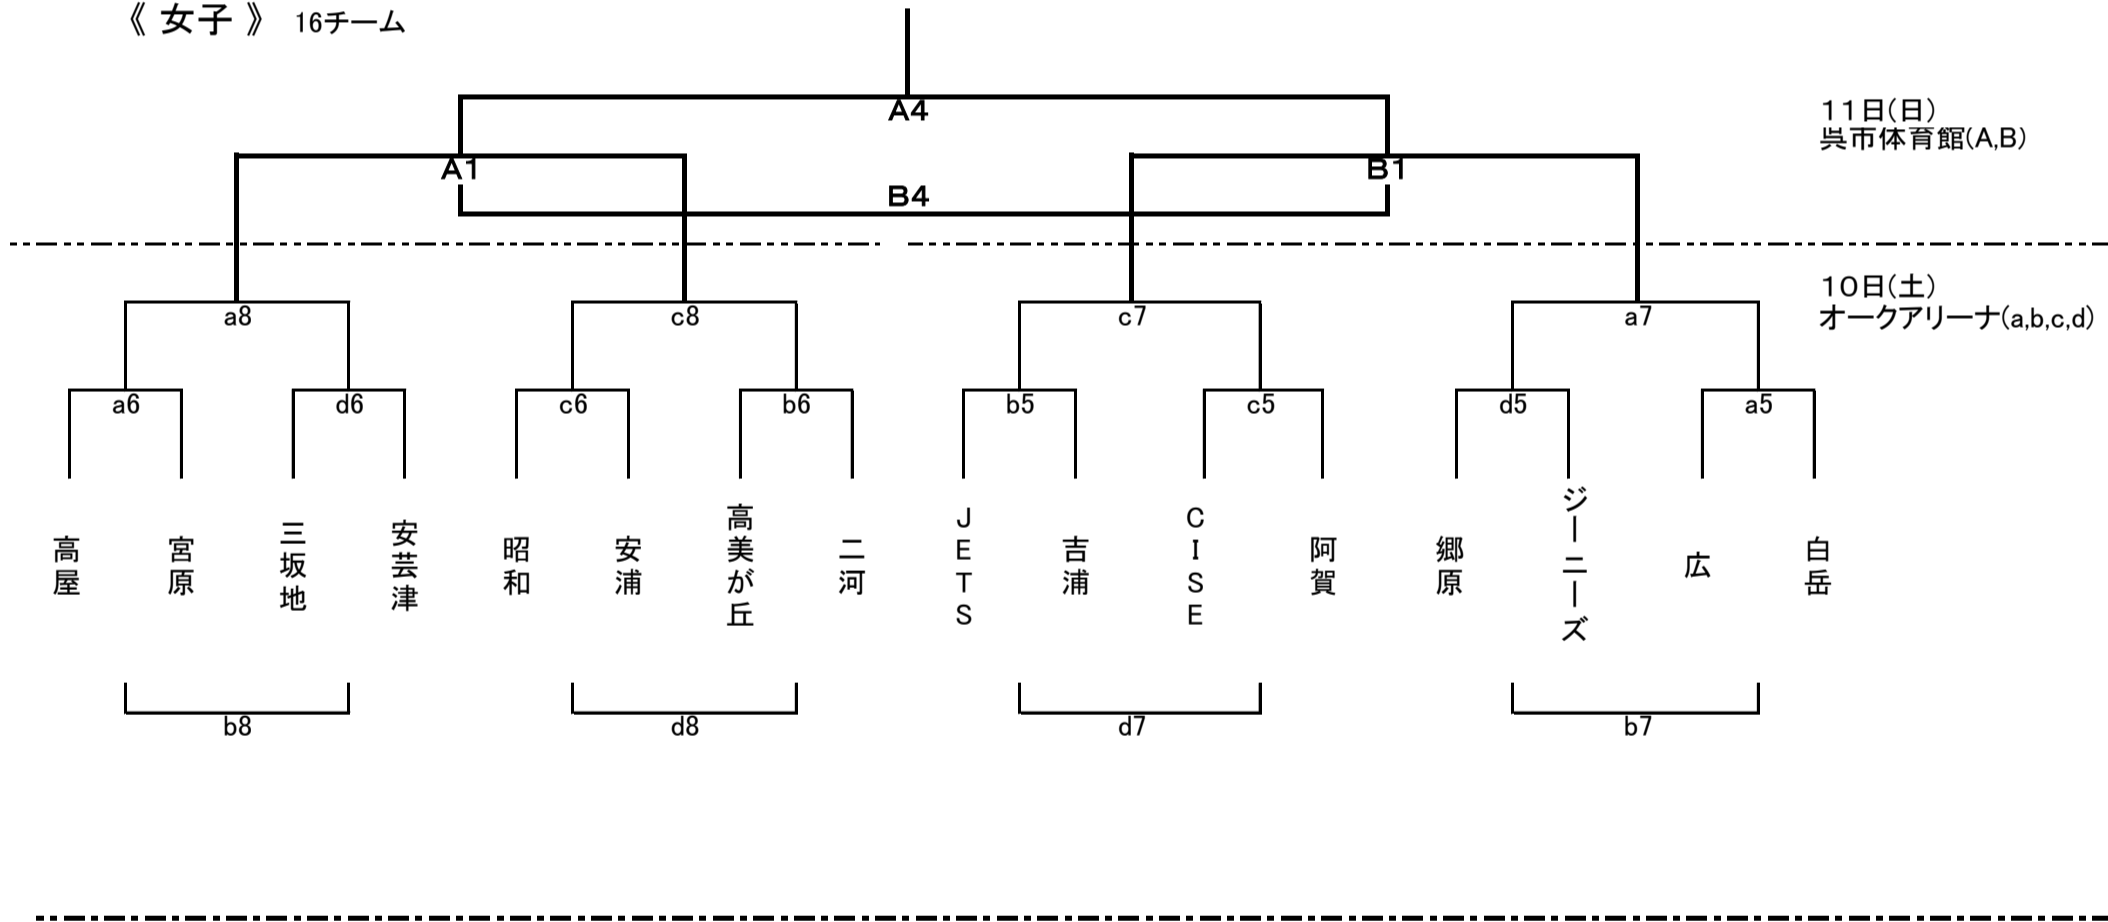 《 女子 》 16チーム
A4
11日(日)
呉市体育館(A,B)
A1
B1
B4
10日(土)
オークアリーナ(a,b,c,d)
a8
c8
c7
a7
a6
d6
c6
b6
b5
c5
d5
a5
高屋
宮原
三坂地
安芸津
昭和
安浦
高美が丘
二河
JETS
吉浦
CISE
阿賀
郷原
ジーニーズ
広
白岳
b8
d8
d7
b7